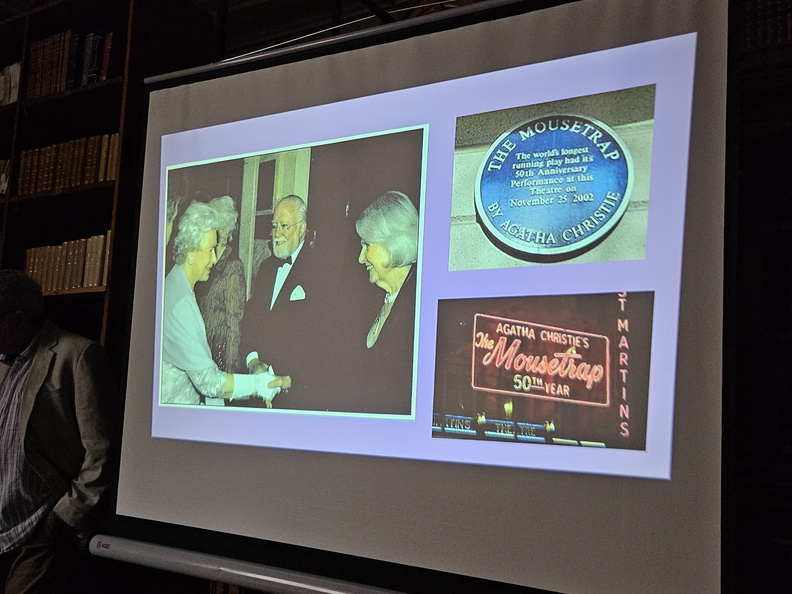 THE MOUSETRAP
The world's longest
running play had it's
50th Anniversary
Performance at this
Theatre on
November 25 2002
BY AGATHA CHRISTIE
ST MARTINS
AGATHA CHRISTIE'S
The Mousetrap
50TH YEAR